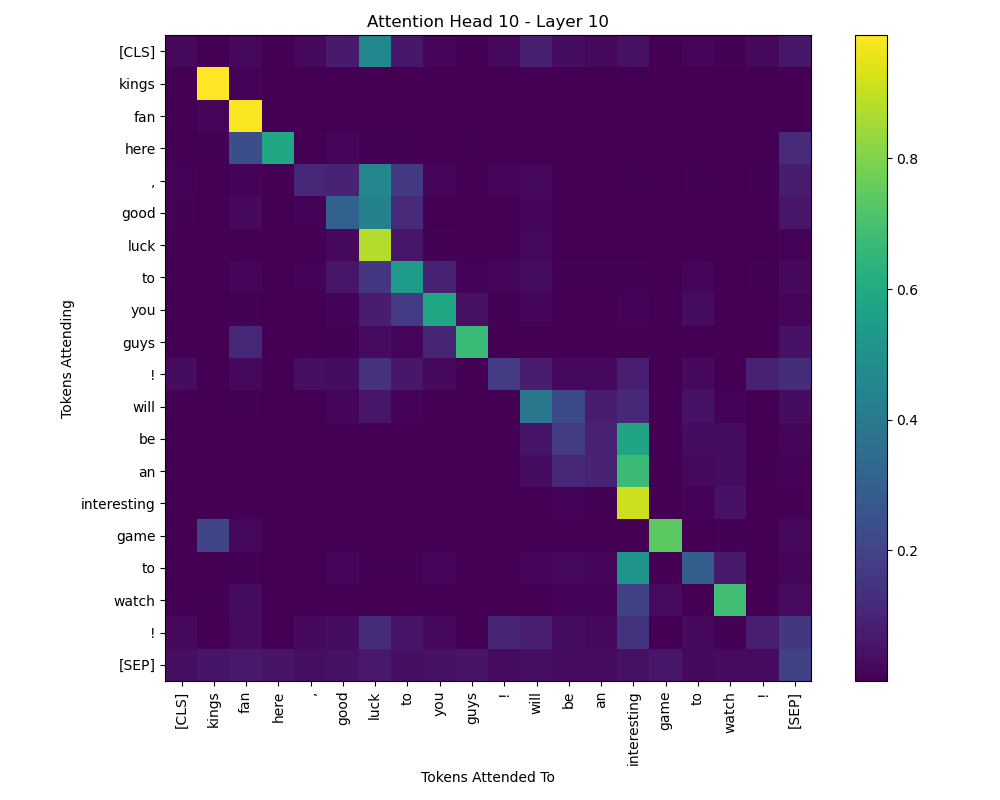 Attention Head 10 - Layer 10
Tokens Attending
[CLS]
kings
fan
here
,
good
luck
to
you
guys
!
will
be
an
interesting
game
to
watch
!
[SEP]
[CLS]
kings
fan
here
,
good
luck
to
you
guys
!
will
be
an
interesting
game
to
watch
!
[SEP]
Tokens Attended To
0.8
0.6
0.4
0.2